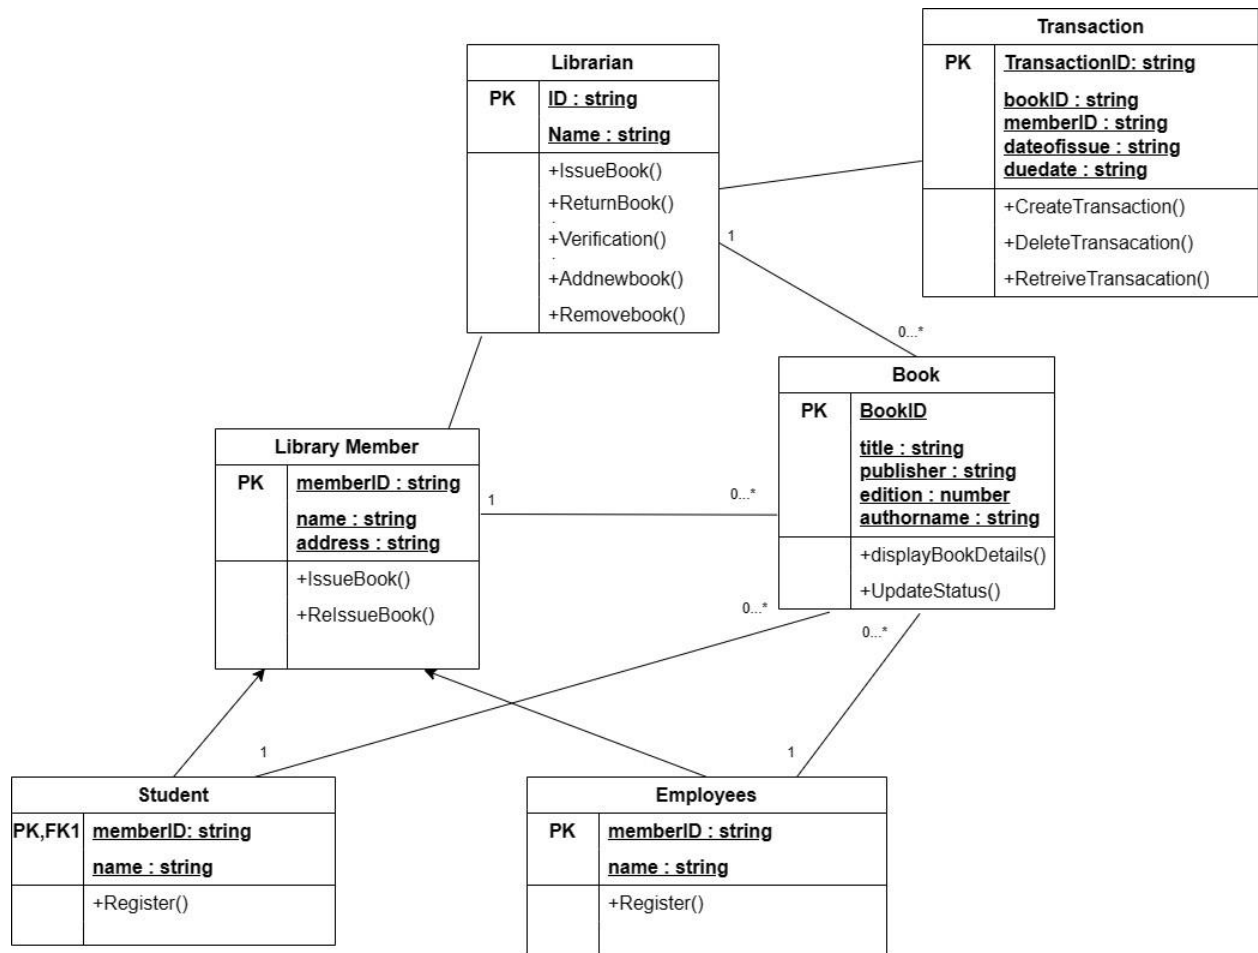 Transaction
PK TransactionID: string
bookID : string
memberID : string
dateofissue : string
duedate : string
+CreateTransaction()
+DeleteTransacation()
+RetreiveTransacation()
Librarian
PK ID : string
Name : string
+IssueBook()
+ReturnBook()
+Verification()
+Addnewbook()
+Removebook()
1
0...*
Book
PK BookID
title : string
publisher : string
edition : number
authorname : string
+displayBookDetails()
+UpdateStatus()
Library Member
PK memberID : string
name : string
address : string
+IssueBook()
+ReIssueBook()
1
0...*
0...*
0...*
1
1
Student
PK,FK1 memberID: string
name : string
+Register()
Employees
PK memberID : string
name : string
+Register()